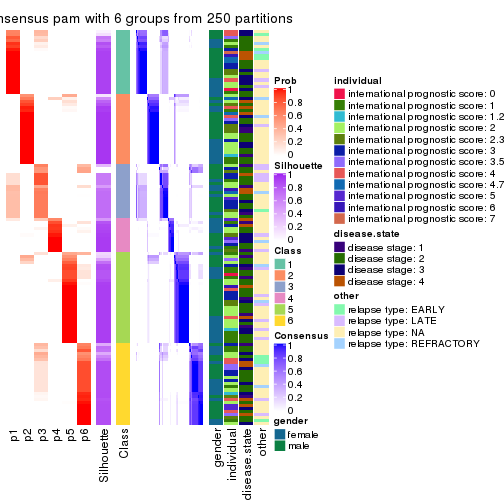 nsensus pam with 6 groups from 250 partitions
Prob
1
0.8
0.6
0.4
0.2
0
Silhouette
1
0.8
0.6
0.4
0.2
0
Class
1
2
3
4
5
6
Consensus
1
0.8
0.6
0.4
0.2
0
gender
female
male
individual
international prognostic score: 0
international prognostic score: 1
international prognostic score: 1.2
international prognostic score: 2
international prognostic score: 2.3
international prognostic score: 3
international prognostic score: 3.5
international prognostic score: 4
international prognostic score: 4.7
international prognostic score: 5
international prognostic score: 6
international prognostic score: 7
disease.state
disease stage: 1
disease stage: 2
disease stage: 3
disease stage: 4
other
relapse type: EARLY
relapse type: LATE
relapse type: NA
relapse type: REFRACTORY
p1
p2
p3
p4
p5
p6
Silhouette
Class
gender
individual
disease.state
other